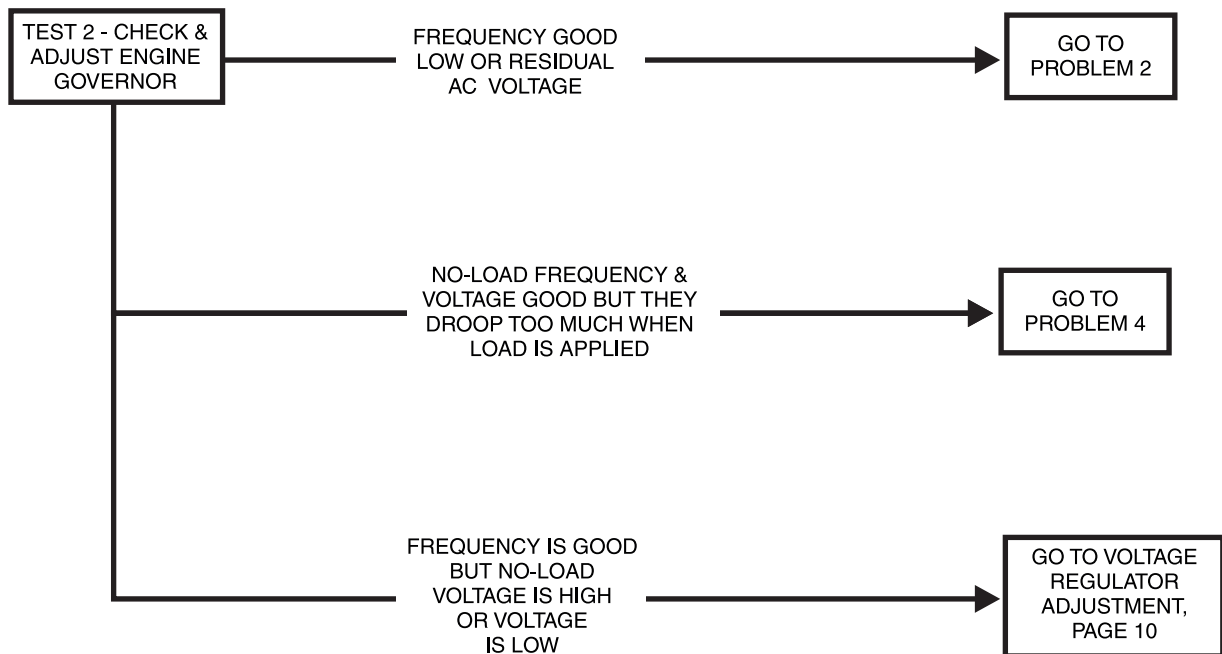 TEST 2 - CHECK &
ADJUST ENGINE
GOVERNOR
FREQUENCY GOOD
LOW OR RESIDUAL
AC VOLTAGE
GO TO
PROBLEM 2
NO-LOAD FREQUENCY &
VOLTAGE GOOD BUT THEY
DROOP TOO MUCH WHEN
LOAD IS APPLIED
GO TO
PROBLEM 4
FREQUENCY IS GOOD
BUT NO-LOAD
VOLTAGE IS HIGH
OR VOLTAGE
IS LOW
GO TO VOLTAGE
REGULATOR
ADJUSTMENT,
PAGE 10